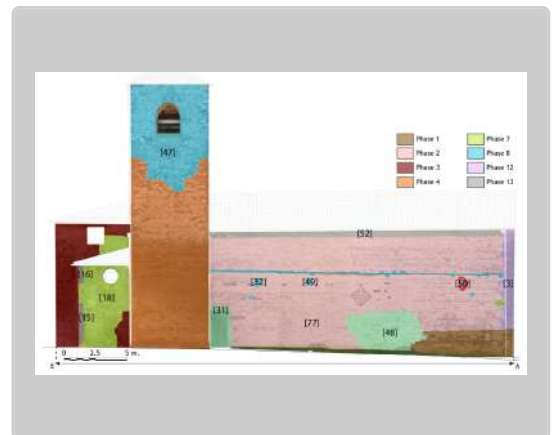 [47]
Phase 1
Phase 2
Phase 3
Phase 4
Phase 7
Phase 8
Phase 12
Phase 13
[52]
[16]
[32]
[49]
[50]
[3]
[18]
[15]
[31]
[77]
[48]
0 2.5 5 m.
A